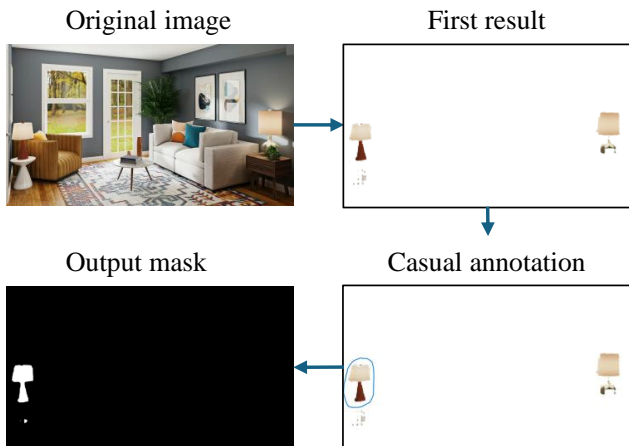 Original image
First result
Output mask
Casual annotation